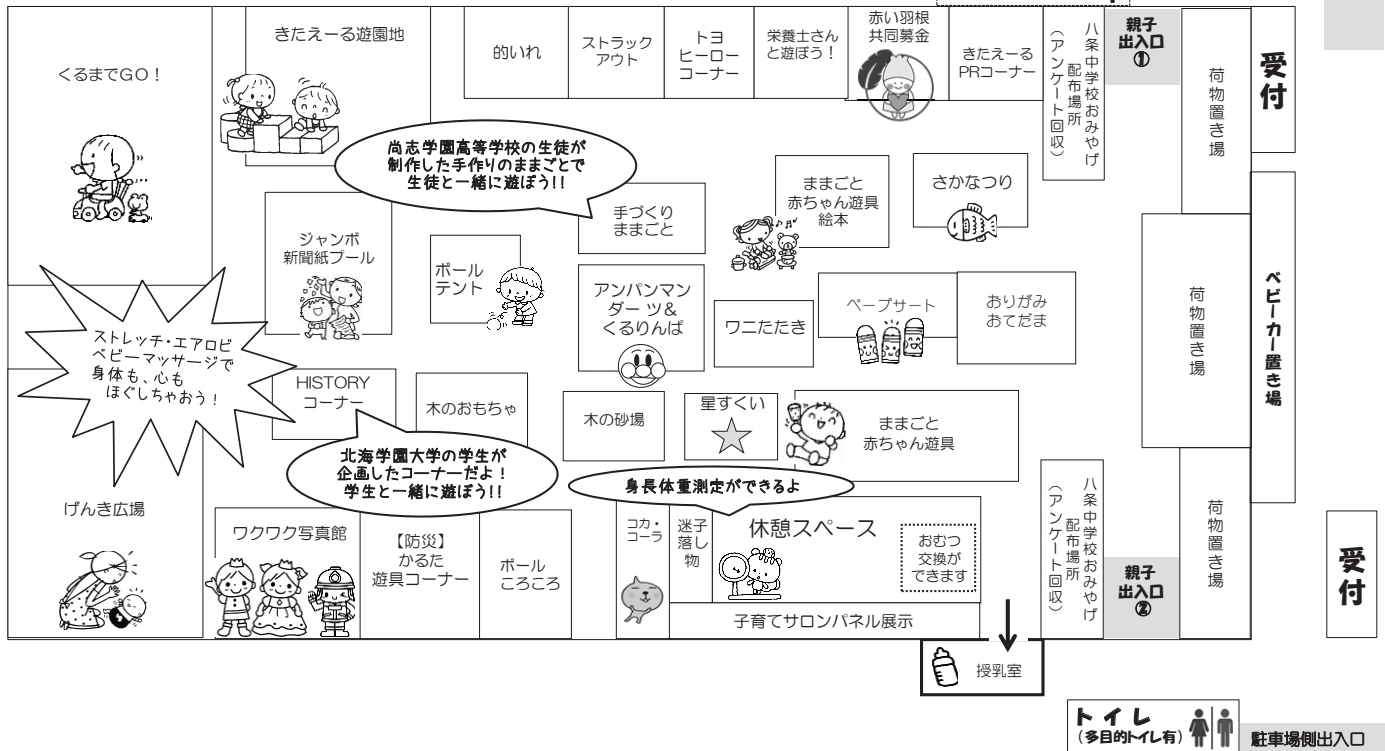 くるまでGO！
きたえーる遊園地
的いれ
ストラック
アウト
トヨ
ヒーロー
コーナー
栄養士さん
と遊ぼう！
赤い羽根
共同募金
きたえーる
PRコーナー
八条中学校おみやげ
配布場所
（アンケート回収）
親子
出入口
①
荷物置き場
受付
尚志学園高等学校の生徒が
制作した手作りのままごとで
生徒と一緒に遊ぼう!!
ジャンボ
新聞紙プール
ボール
テント
手づくり
ままごと
ままごと
赤ちゃん遊具
絵本
さかなつり
アンパンマン
ダーツ＆
くるりんぱ
ワニたたき
ペープサート
おりがみ
おてだま
荷物置き場
ベビーカー置き場
ストレッチ・エアロビ
ベビーマッサージで
身体も、心も
ほぐしちゃおう！
HISTORY
コーナー
木のおもちゃ
木の砂場
星すくい
ままごと
赤ちゃん遊具
北海学園大学の学生が
企画したコーナーだよ！
学生と一緒に遊ぼう!!
身長体重測定ができるよ
げんき広場
ワクワク写真館
【防災】
かるた
遊具コーナー
ボール
ころころ
コカ・
コーラ
迷子
落し
物
休憩スペース
おむつ
交換が
できます
子育てサロンパネル展示
八条中学校おみやげ
配布場所
（アンケート回収）
親子
出入口
②
荷物置き場
受付
授乳室
トイレ
（多目的トイレ有）
駐車場側出入口